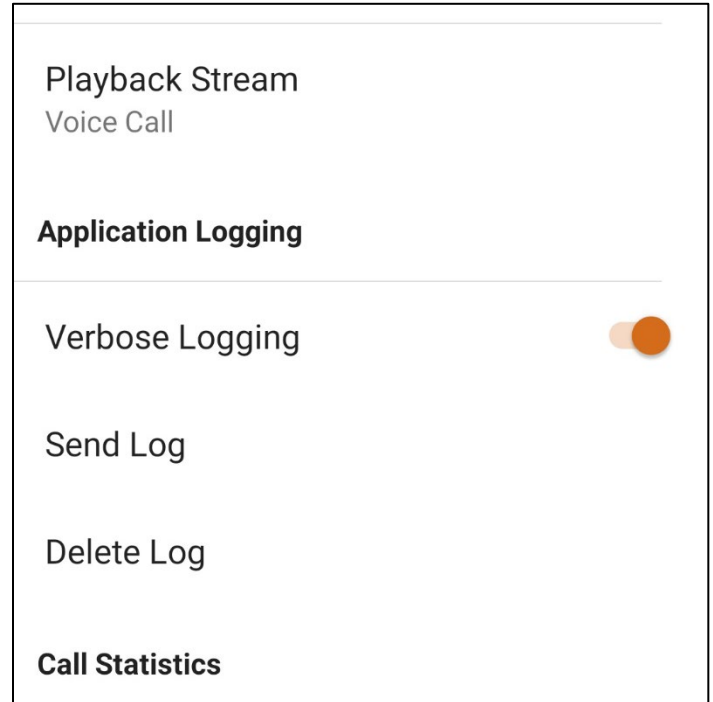 Playback Stream
Voice Call
Application Logging
Verbose Logging
Send Log
Delete Log
Call Statistics